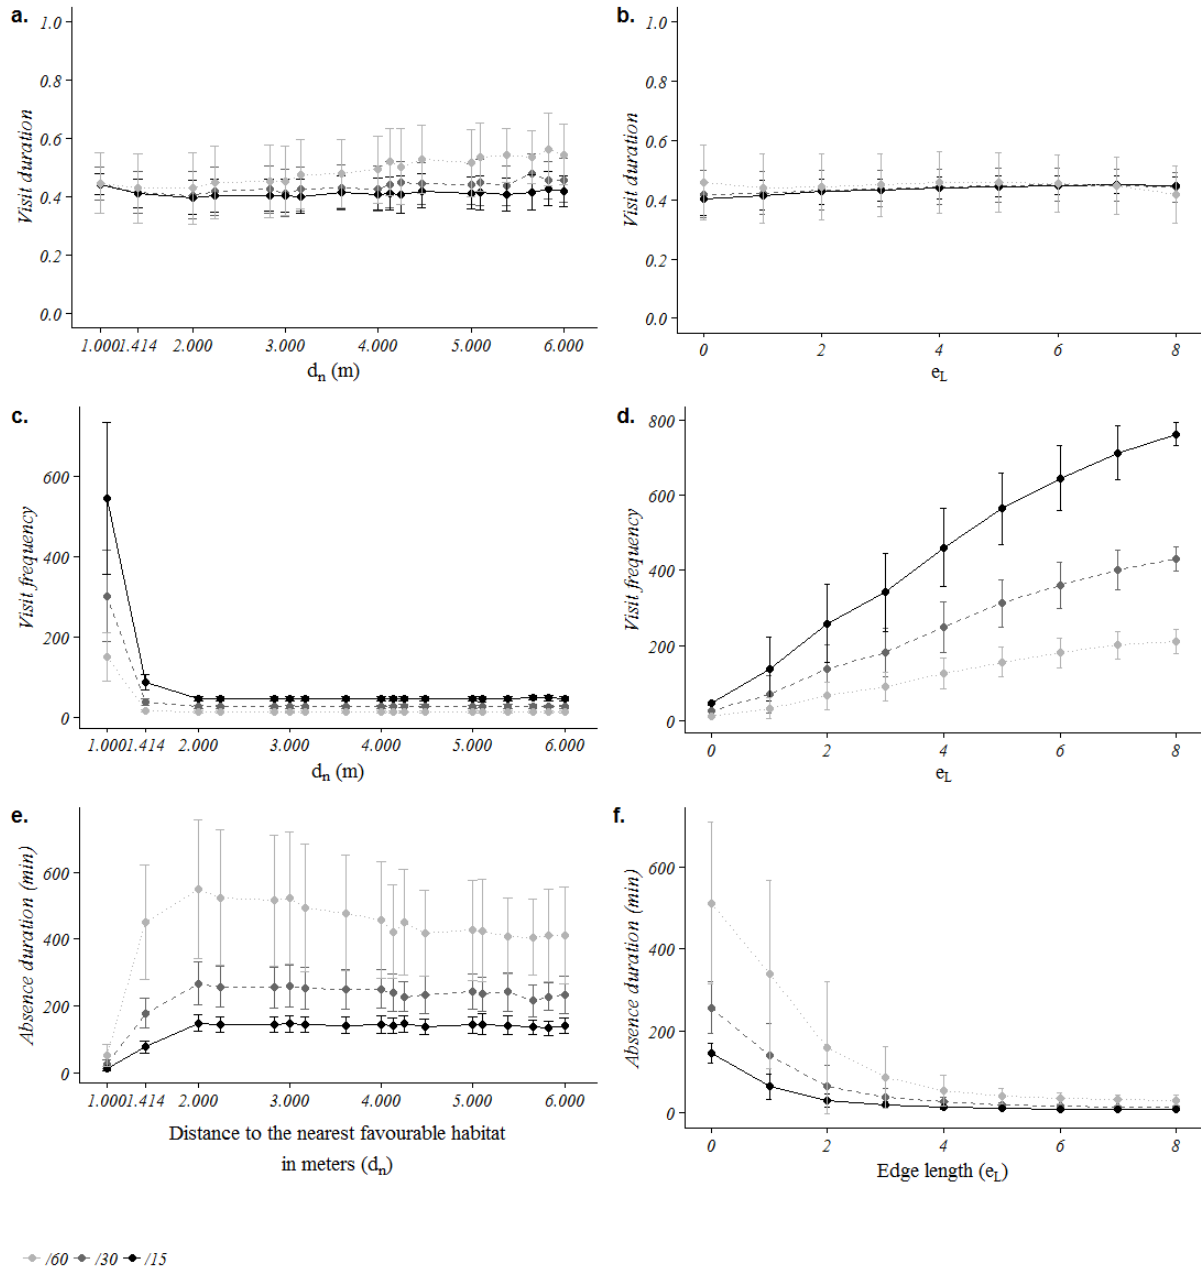 a.
1.0
0.8
0.6
0.4
0.2
0.0
Visit duration
1.000 1.414 2.000 3.000 4.000 5.000 6.000
dn (m)
b.
1.0
0.8
0.6
0.4
0.2
0.0
Visit duration
0 2 4 6 8
eL
c.
600
400
200
0
Visit frequency
1.000 1.414 2.000 3.000 4.000 5.000 6.000
dn (m)
d.
800
600
400
200
0
Visit frequency
0 2 4 6 8
eL
e.
600
400
200
0
Absence duration (min)
1.000 1.414 2.000 3.000 4.000 5.000 6.000
Distance to the nearest favourable habitat
in meters (dn)
f.
600
400
200
0
Absence duration (min)
0 2 4 6 8
Edge length (eL)
/60 /30 /15